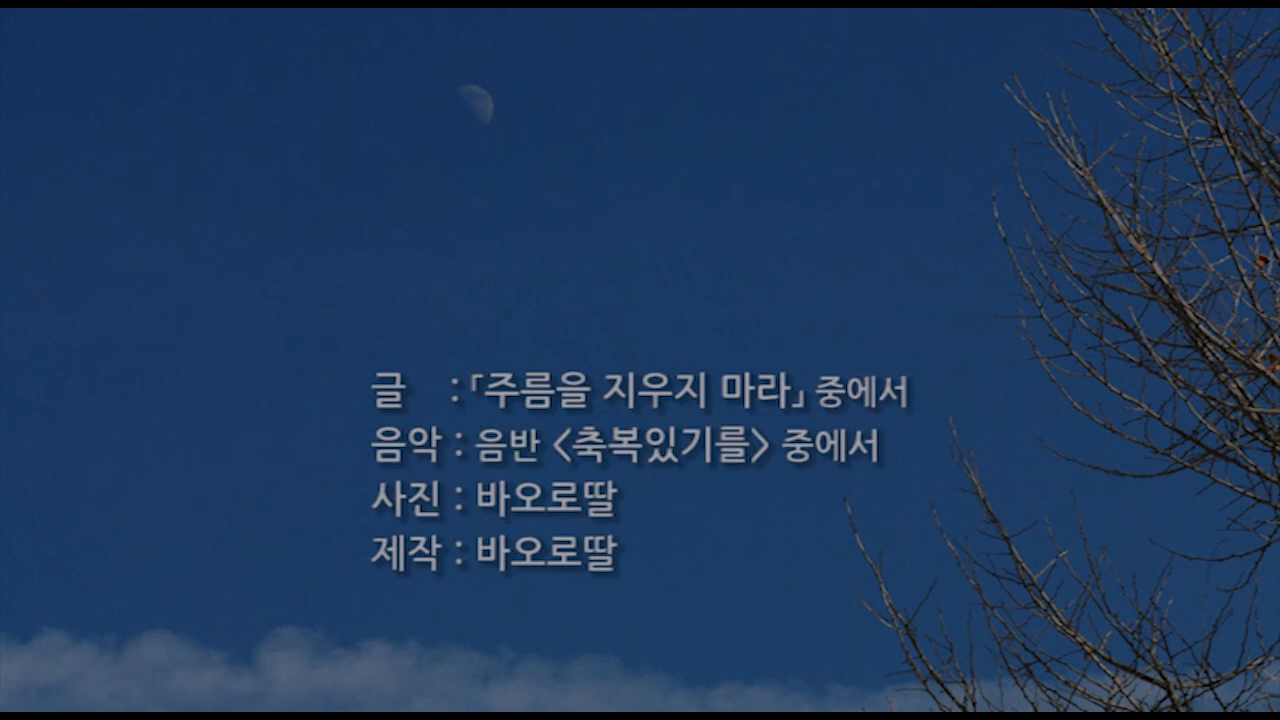 글 : 「주름을 지우지 마라」 중에서
음악 : 음반 <축복있기를> 중에서
사진 : 바오로딸
제작 : 바오로딸